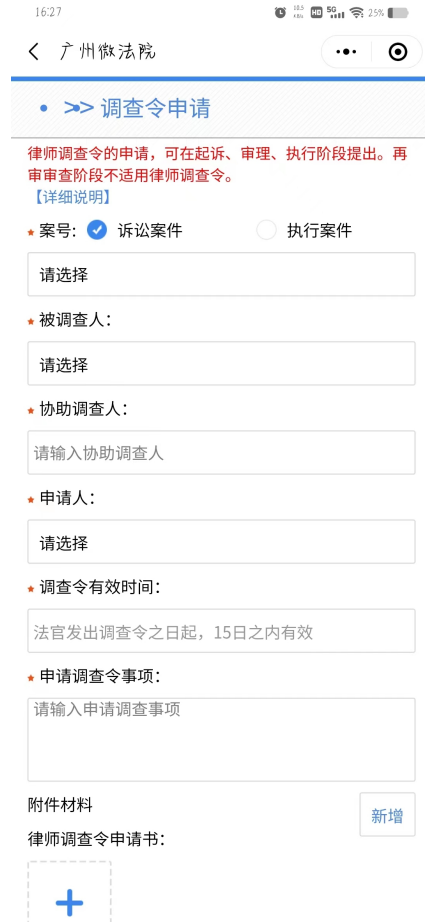 16:27
5G
25%
广州微法院
>> 调查令申请
律师调查令的申请，可在起诉、审理、执行阶段提出。再
审审查阶段不适用律师调查令。
【详细说明】
* 案号: 诉讼案件 执行案件
请选择
* 被调查人:
请选择
* 协助调查人:
请输入协助调查人
* 申请人:
请选择
* 调查令有效时间:
法官发出调查令之日起，15日之内有效
* 申请调查令事项:
请输入申请调查事项
附件材料
新增
律师调查令申请书: